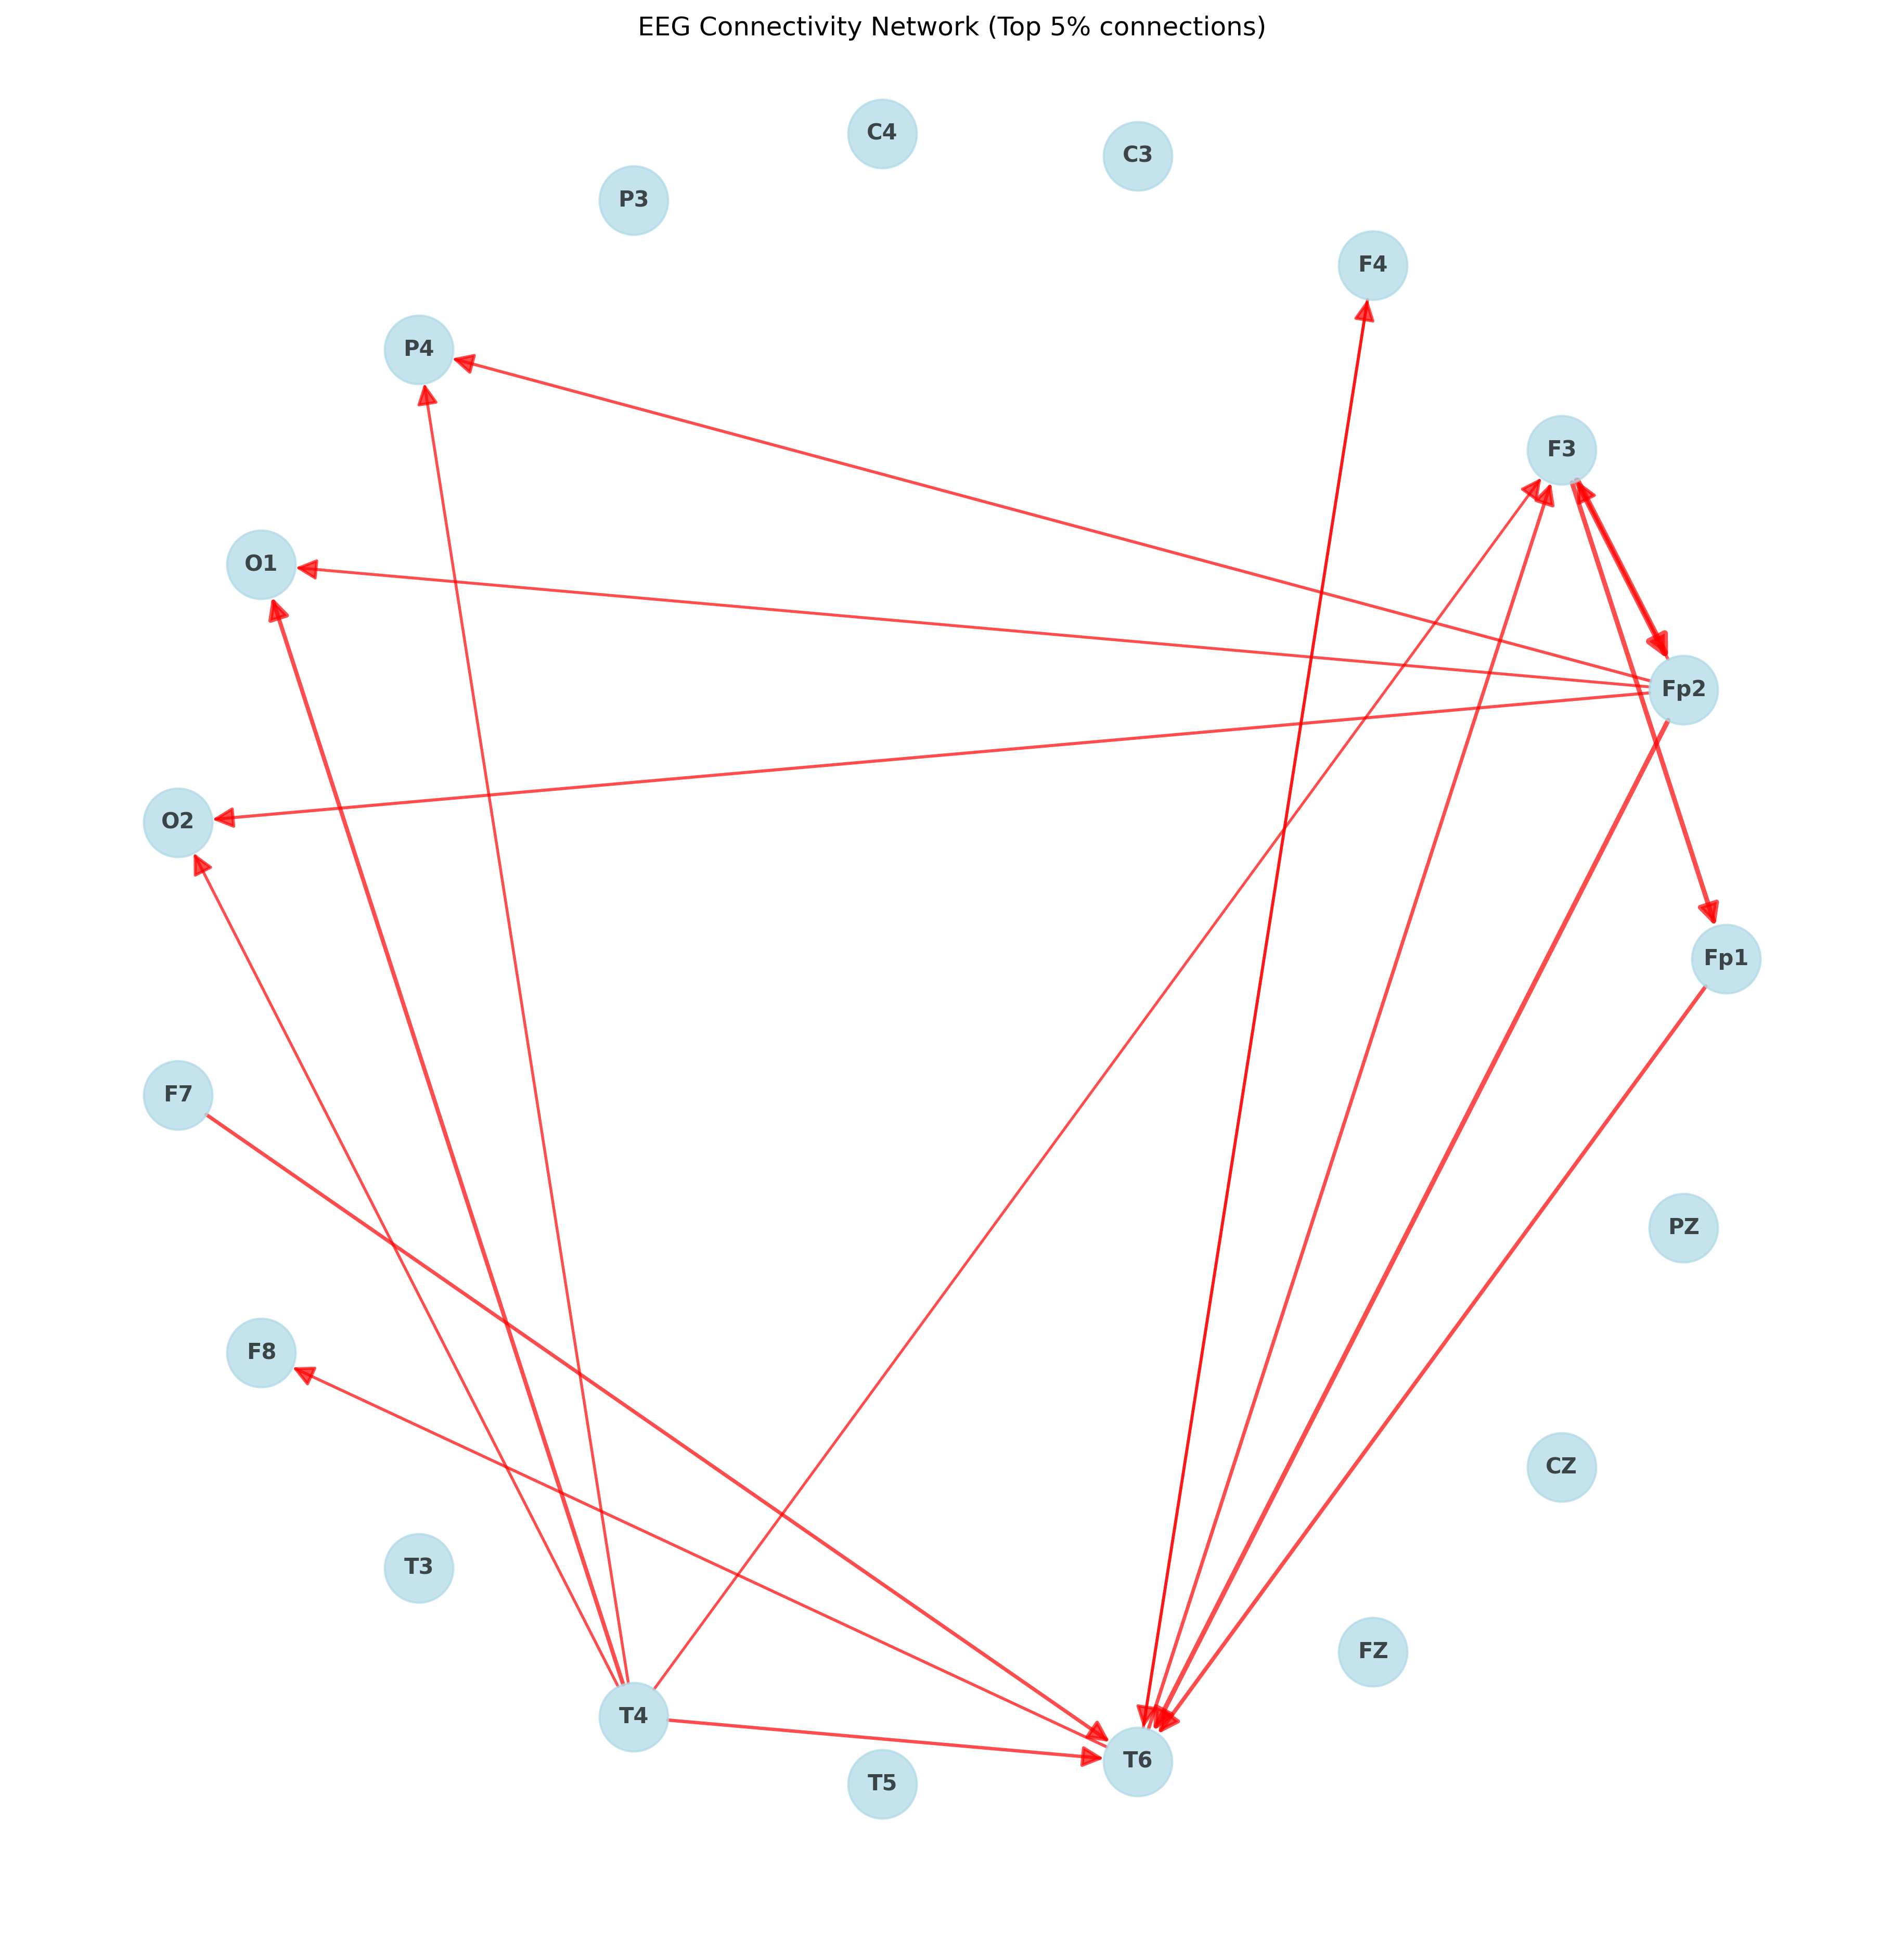 EEG Connectivity Network (Top 5% connections)
C4
C3
P3
F4
P4
F3
O1
Fp2
O2
Fp1
F7
PZ
F8
CZ
T3
FZ
T4
T6
T5